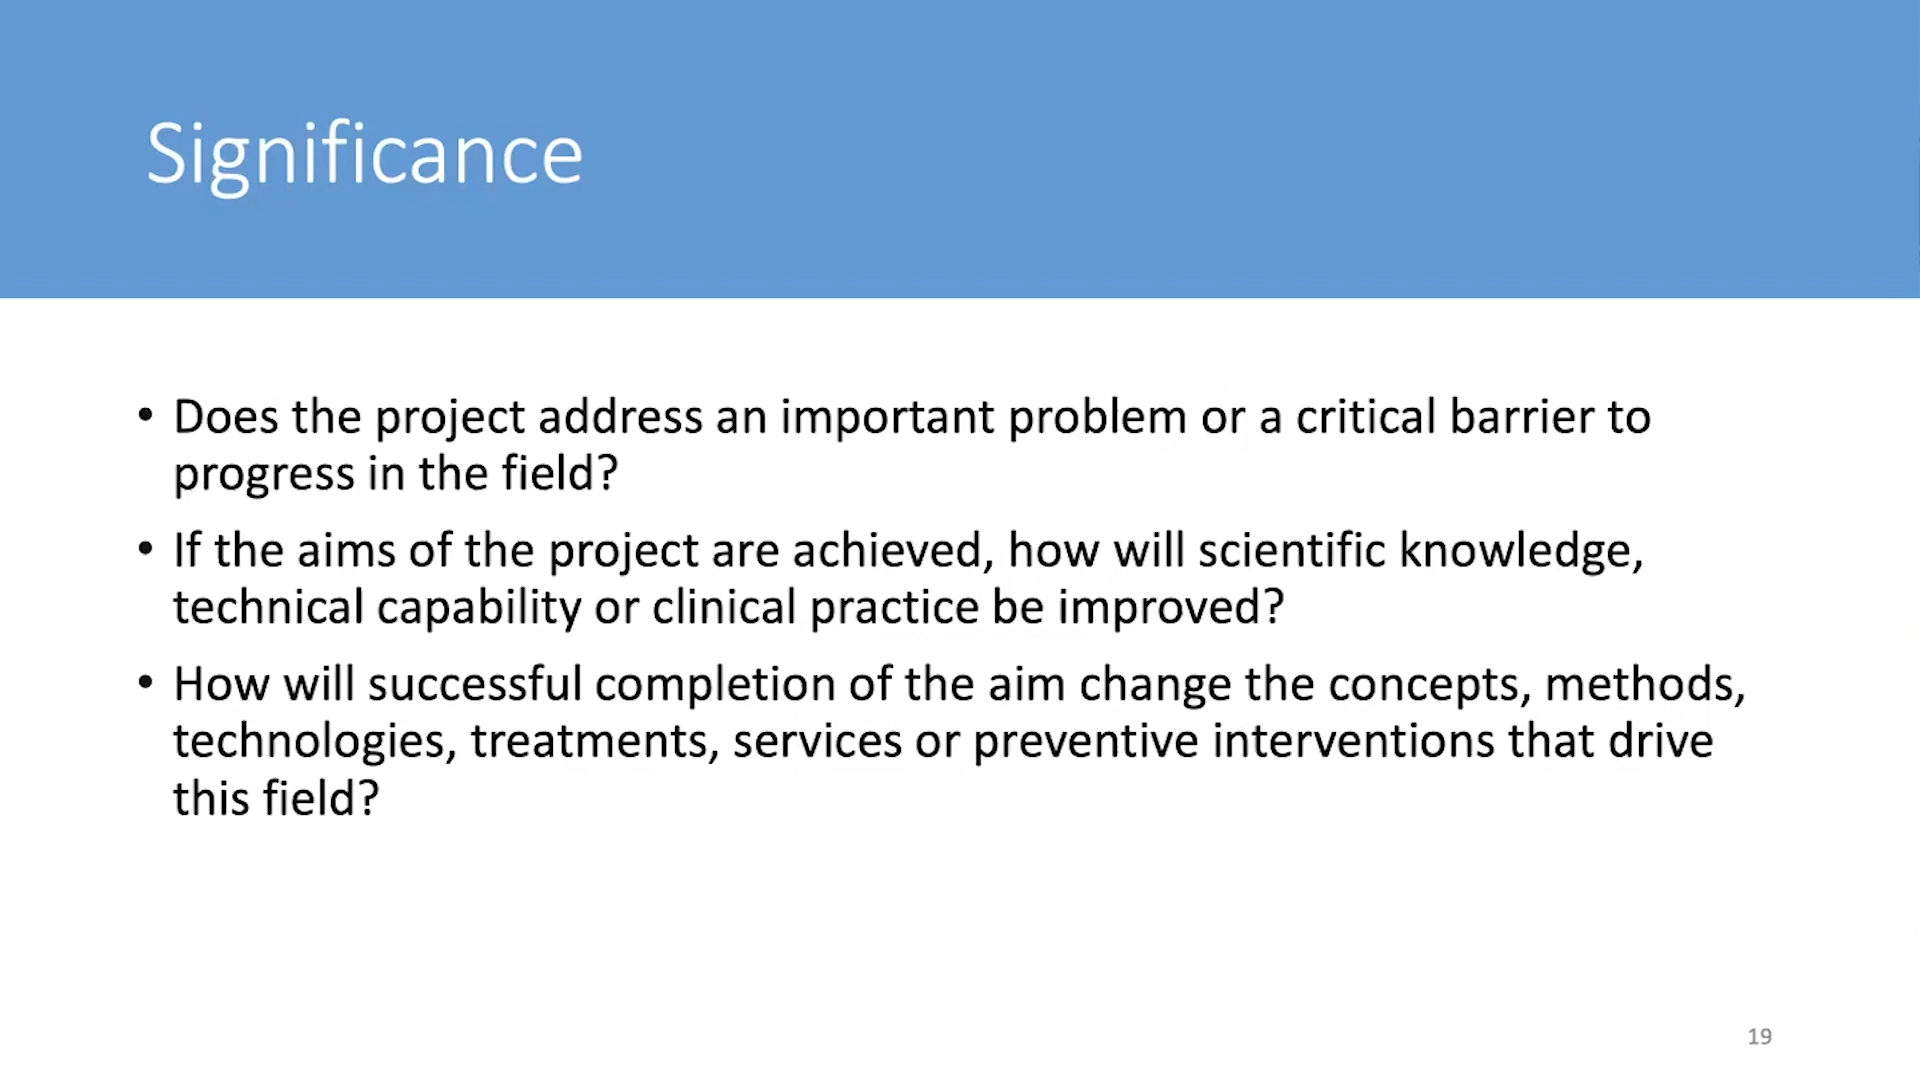 Significance
• Does the project address an important problem or a critical barrier to
progress in the field?
• If the aims of the project are achieved, how will scientific knowledge,
technical capability or clinical practice be improved?
• How will successful completion of the aim change the concepts, methods,
technologies, treatments, services or preventive interventions that drive
this field?
19